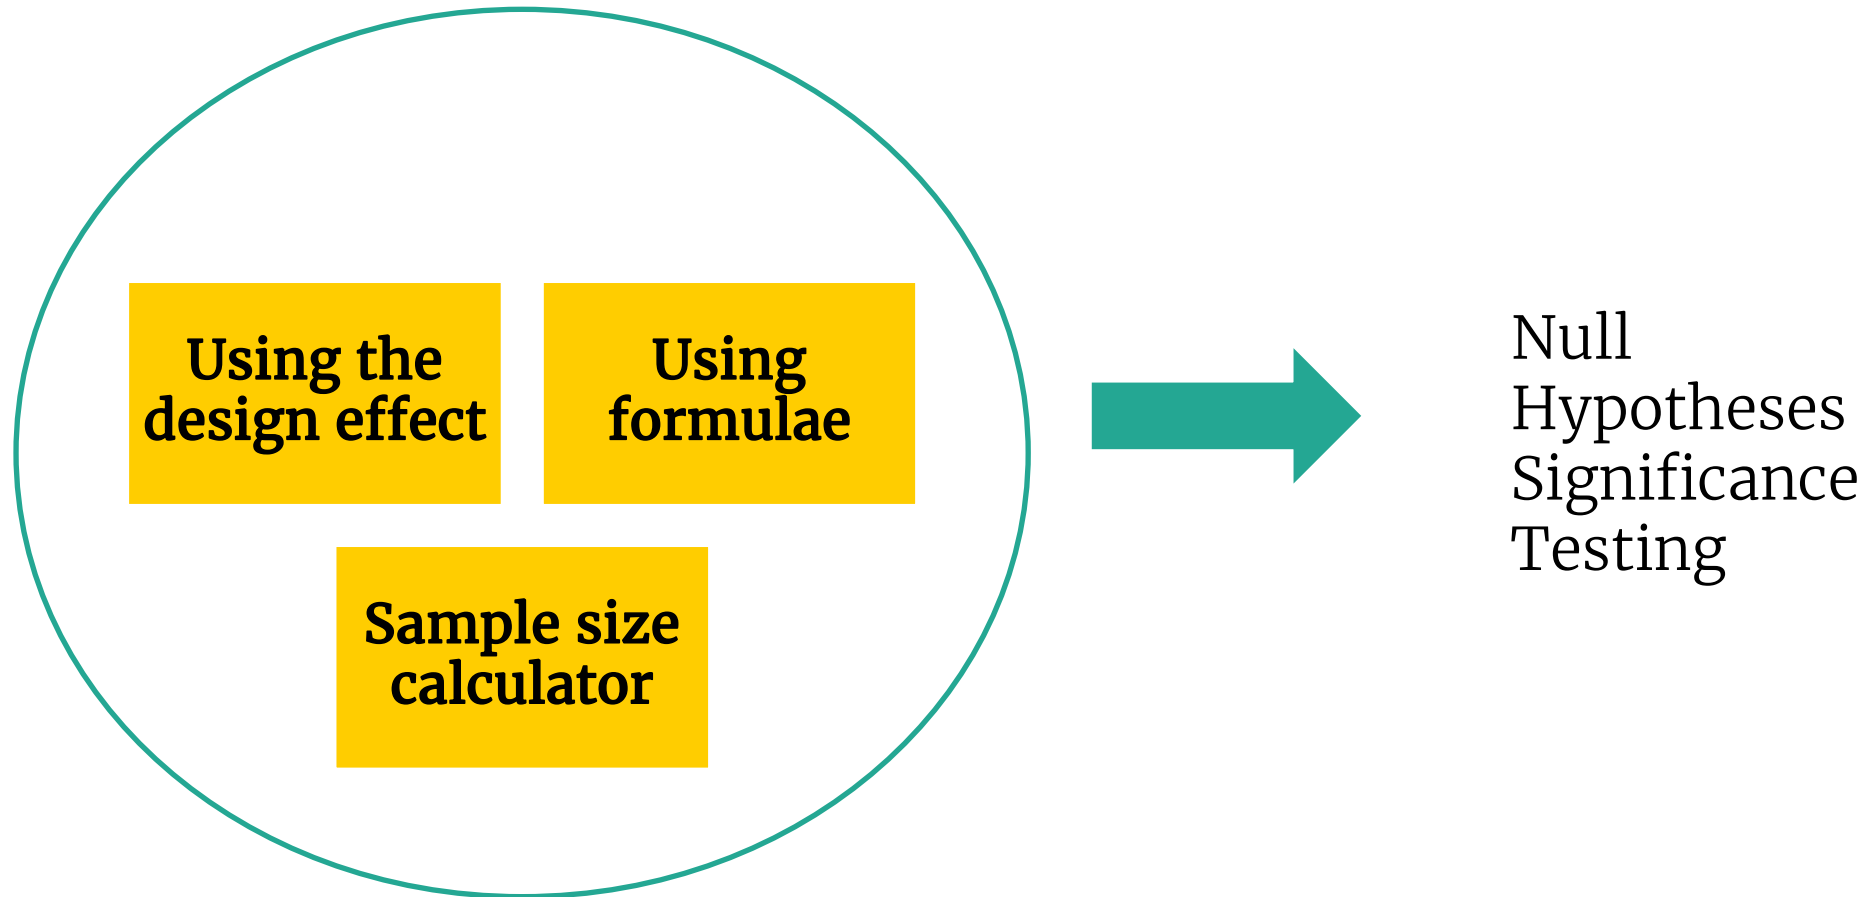 Using the
design effect
Using
formulae
Sample size
calculator
Null
Hypotheses
Significance
Testing